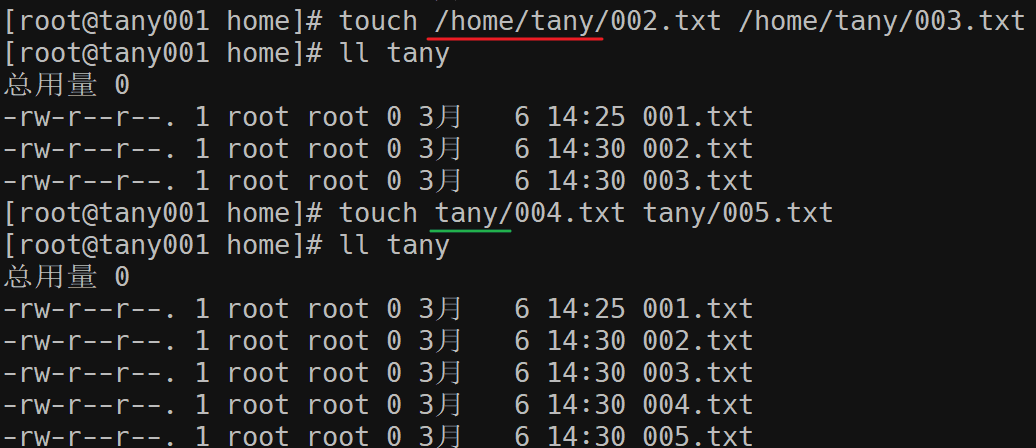 [root@tany001 home]# touch /home/tany/002.txt /home/tany/003.txt
[root@tany001 home]# ll tany
总用量 0
-rw-r--r--. 1 root root 0 3月   6 14:25 001.txt
-rw-r--r--. 1 root root 0 3月   6 14:30 002.txt
-rw-r--r--. 1 root root 0 3月   6 14:30 003.txt
[root@tany001 home]# touch tany/004.txt tany/005.txt
[root@tany001 home]# ll tany
总用量 0
-rw-r--r--. 1 root root 0 3月   6 14:25 001.txt
-rw-r--r--. 1 root root 0 3月   6 14:30 002.txt
-rw-r--r--. 1 root root 0 3月   6 14:30 003.txt
-rw-r--r--. 1 root root 0 3月   6 14:30 004.txt
-rw-r--r--. 1 root root 0 3月   6 14:30 005.txt